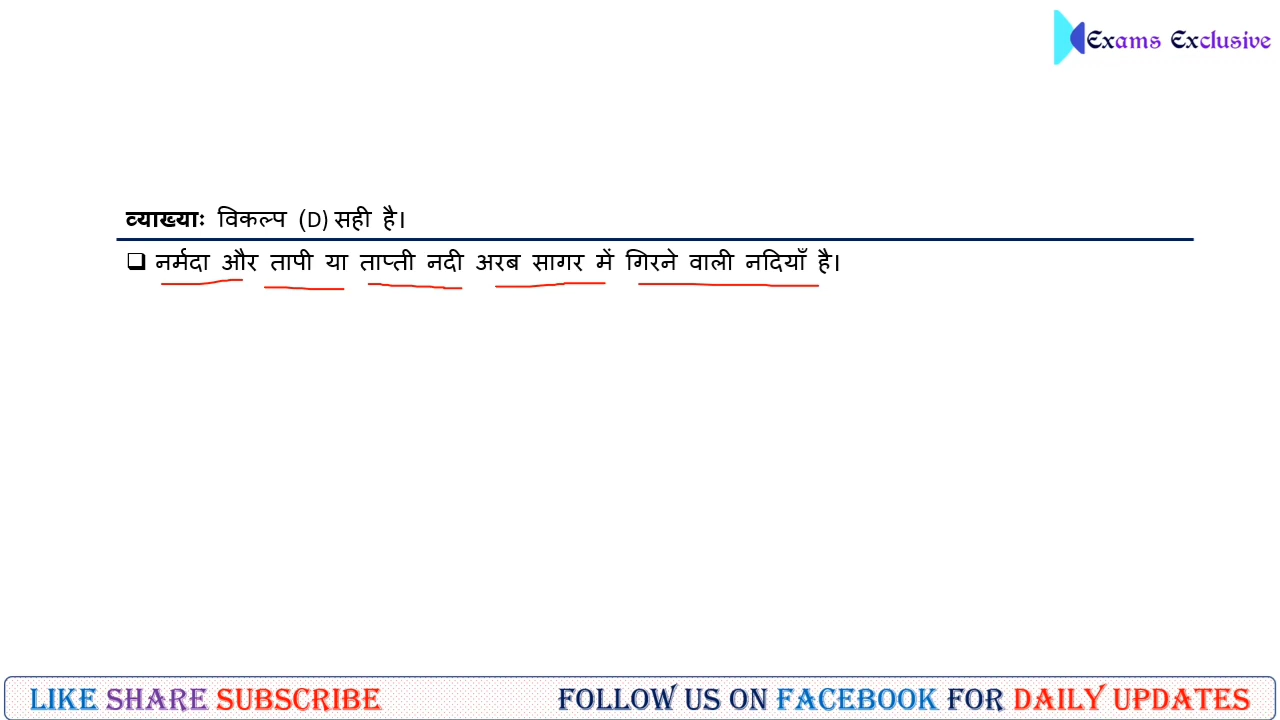 Exams Exclusive
व्याख्याः विकल्प (D) सही है।
❑ नर्मदा और तापी या ताप्ती नदी अरब सागर में गिरने वाली नदियाँ है।
LIKE SHARE SUBSCRIBE FOLLOW US ON FACEBOOK FOR DAILY UPDATES